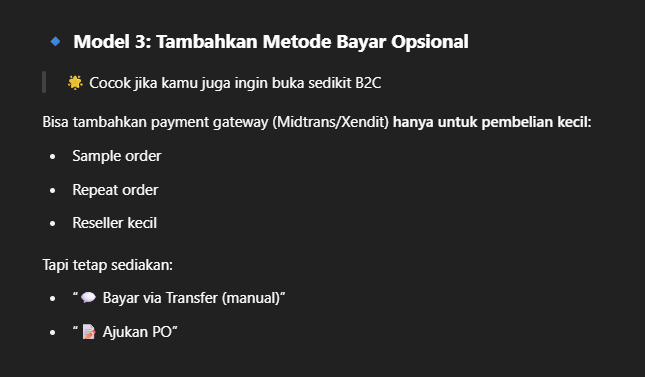 🔹 Model 3: Tambahkan Metode Bayar Opsional
🌟 Cocok jika kamu juga ingin buka sedikit B2C
Bisa tambahkan payment gateway (Midtrans/Xendit) hanya untuk pembelian kecil:
• Sample order
• Repeat order
• Reseller kecil
Tapi tetap sediakan:
• “💬 Bayar via Transfer (manual)”
• “📝 Ajukan PO”